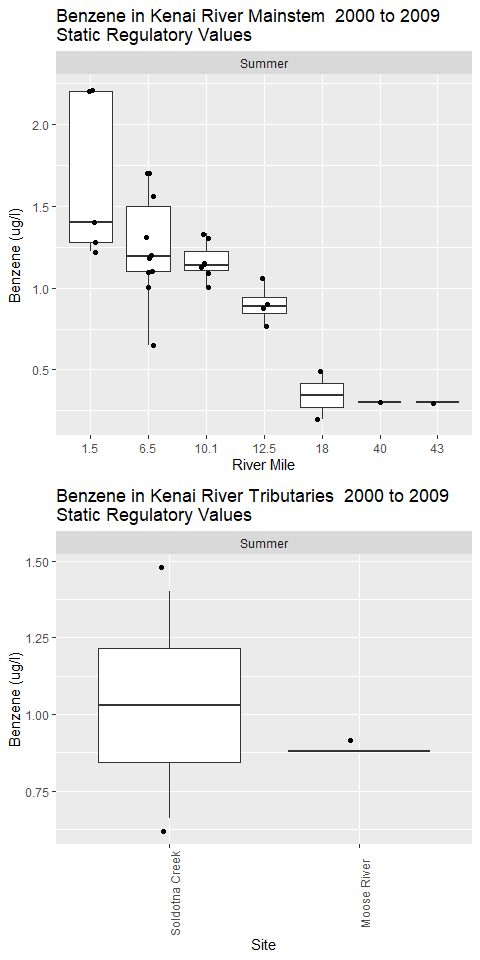 Benzene in Kenai River Mainstem  2000 to 2009
Static Regulatory Values
Summer
Benzene (ug/l)
2.0
1.5
1.0
0.5
1.5
6.5
10.1
12.5
18
40
43
River Mile
Benzene in Kenai River Tributaries  2000 to 2009
Static Regulatory Values
Summer
Benzene (ug/l)
1.50
1.25
1.00
0.75
Soldotna Creek
Moose River
Site